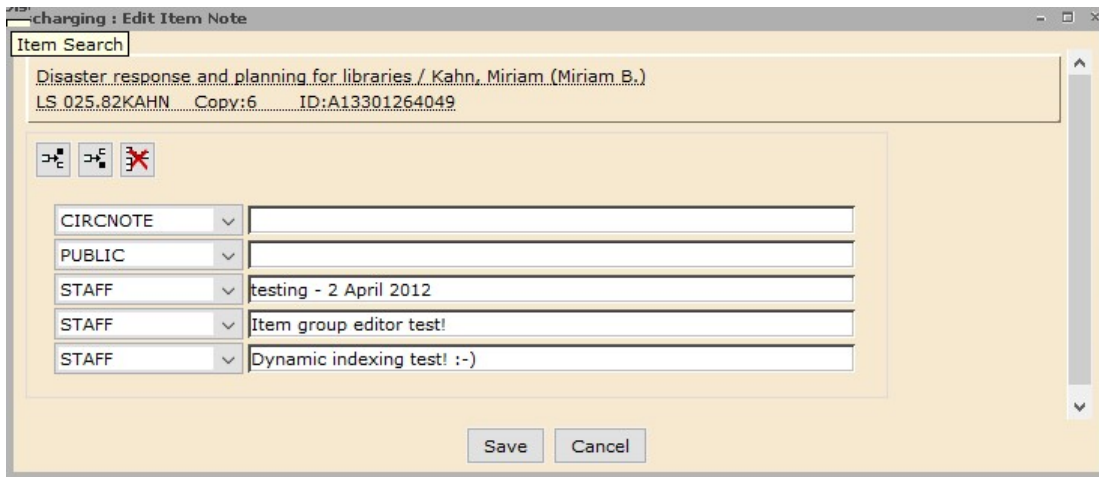 charging : Edit Item Note
Item Search
Disaster response and planning for libraries / Kahn, Miriam (Miriam B.)
LS 025.82KAHN Copy:6 ID:A13301264049
CIRCNOTE
PUBLIC
STAFF testing - 2 April 2012
STAFF Item group editor test!
STAFF Dynamic indexing test! :-)
Save Cancel